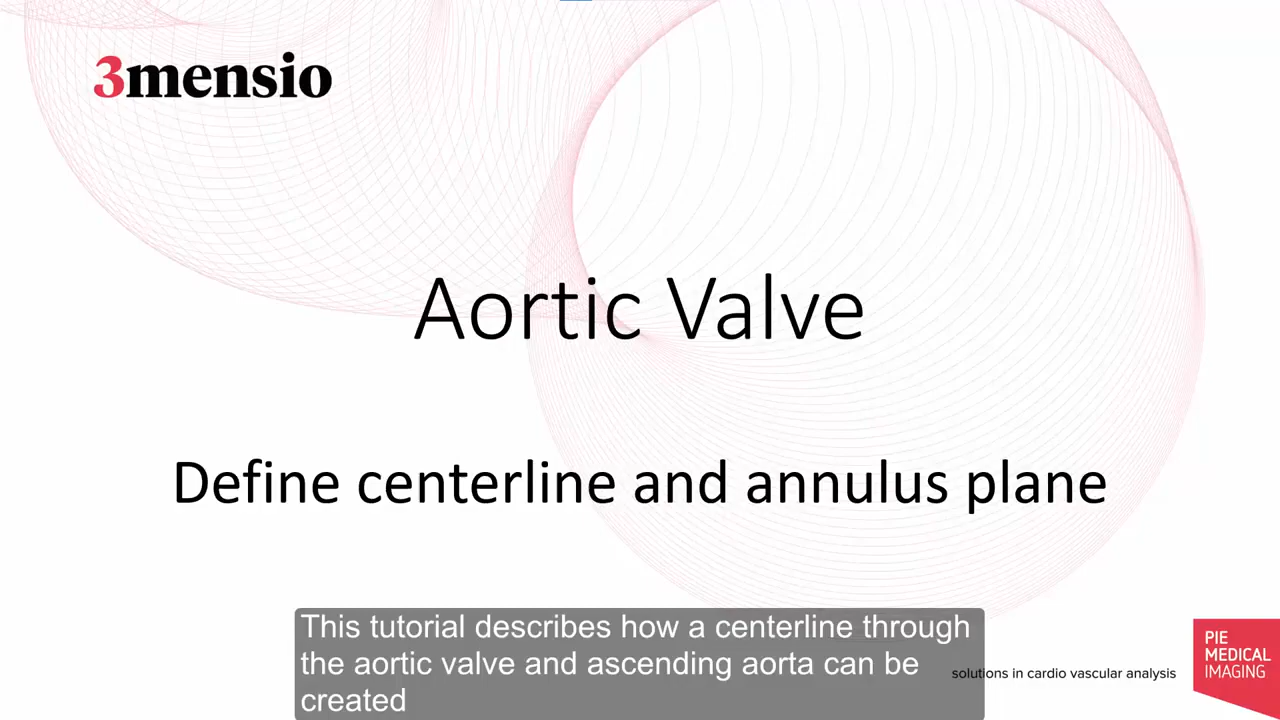 3mensio
Aortic Valve
Define centerline and annulus plane
This tutorial describes how a centerline through
the aortic valve and ascending aorta can be
created
solutions in cardio vascular analysis
PIE
MEDICAL
IMAGING